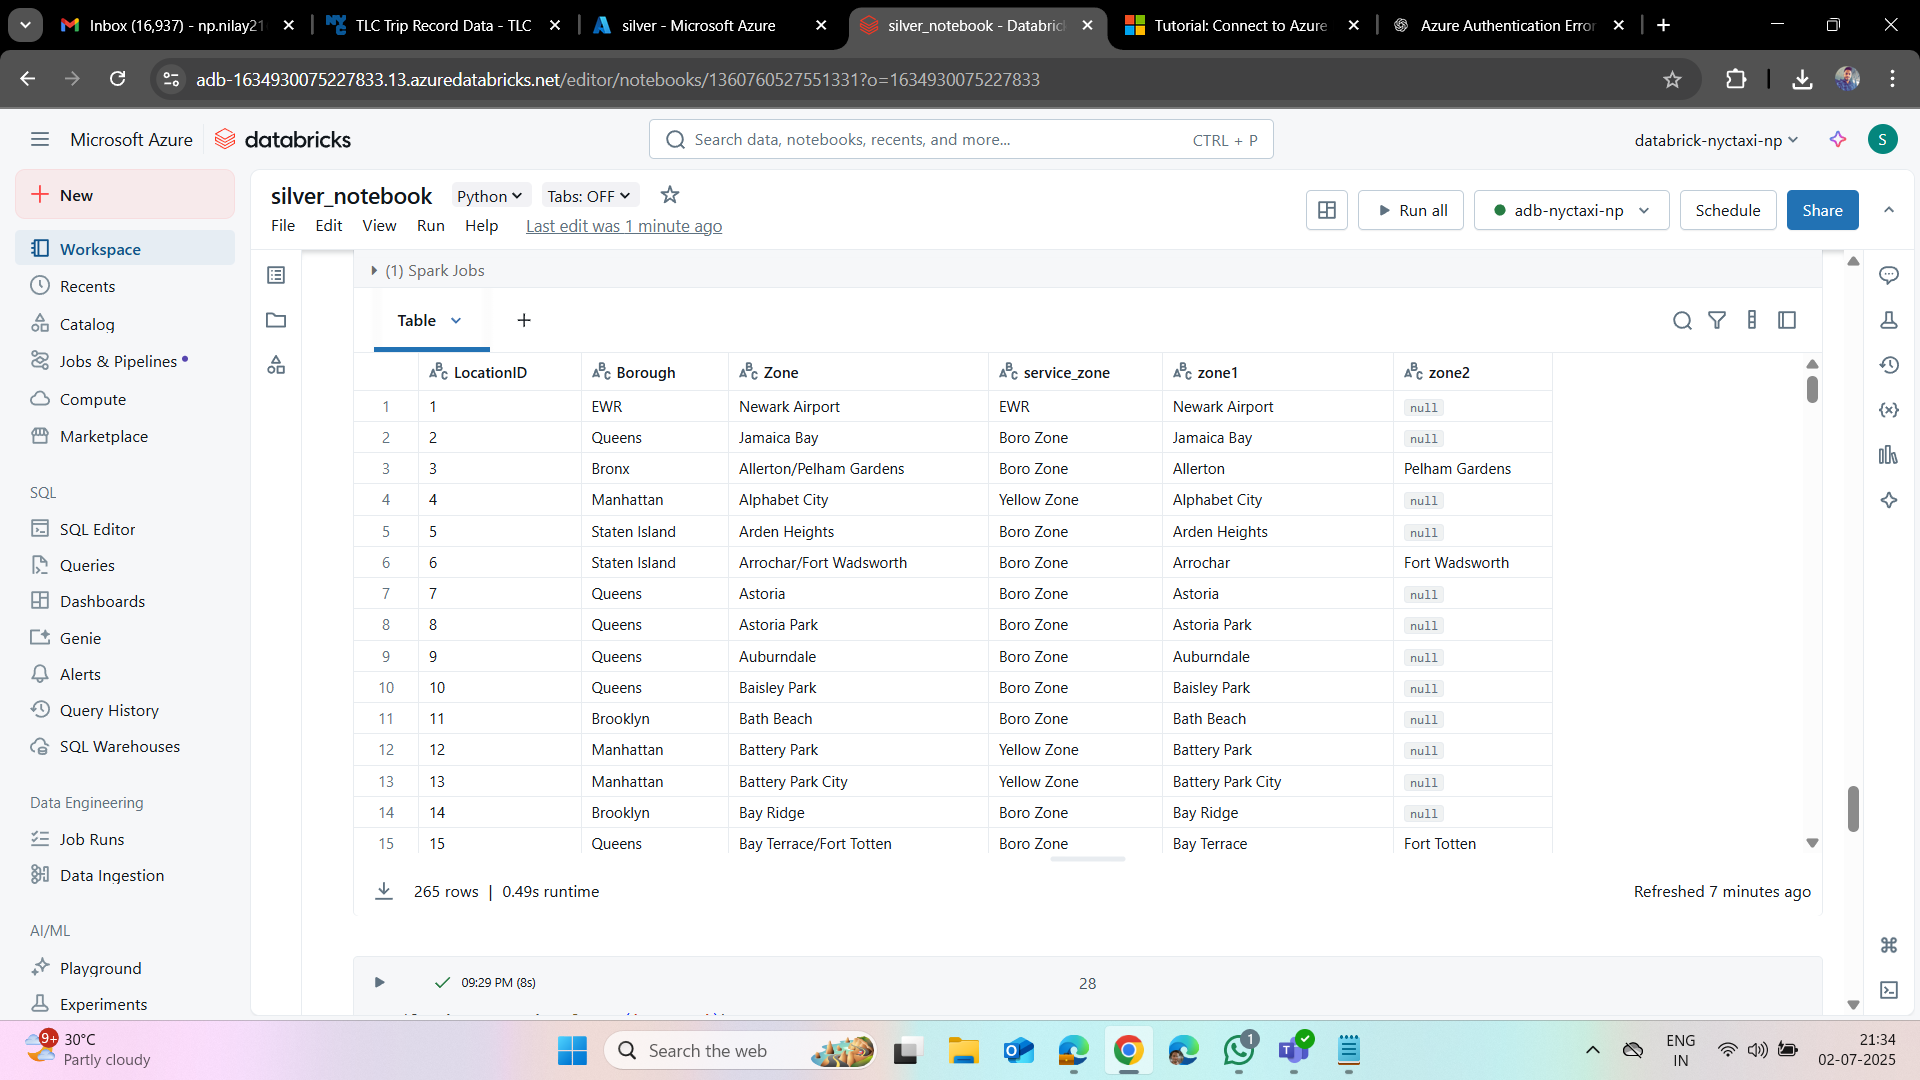 Inbox (16,937) - np.nilay21
TLC Trip Record Data - TLC
silver - Microsoft Azure
silver_notebook - Databric
Tutorial: Connect to Azure
Azure Authentication Error
adb-1634930075227833.13.azuredatabricks.net/editor/notebooks/1360760527551331?o=1634930075227833
Microsoft Azure
databricks
Search data, notebooks, recents, and more...
CTRL + P
databrick-nyctaxi-np
S
New
Workspace
Recents
Catalog
Jobs & Pipelines
Compute
Marketplace
SQL
SQL Editor
Queries
Dashboards
Genie
Alerts
Query History
SQL Warehouses
Data Engineering
Job Runs
Data Ingestion
AI/ML
Playground
Experiments
silver_notebook
Python
Tabs: OFF
File Edit View Run Help Last edit was 1 minute ago
Run all
adb-nyctaxi-np
Schedule
Share
(1) Spark Jobs
Table
LocationID Borough Zone service_zone zone1 zone2
1 1 EWR Newark Airport EWR Newark Airport null
2 2 Queens Jamaica Bay Boro Zone Jamaica Bay null
3 3 Bronx Allerton/Pelham Gardens Boro Zone Allerton Pelham Gardens
4 4 Manhattan Alphabet City Yellow Zone Alphabet City null
5 5 Staten Island Arden Heights Boro Zone Arden Heights null
6 6 Staten Island Arrochar/Fort Wadsworth Boro Zone Arrochar Fort Wadsworth
7 7 Queens Astoria Boro Zone Astoria null
8 8 Queens Astoria Park Boro Zone Astoria Park null
9 9 Queens Auburndale Boro Zone Auburndale null
10 10 Queens Baisley Park Boro Zone Baisley Park null
11 11 Brooklyn Bath Beach Boro Zone Bath Beach null
12 12 Manhattan Battery Park Yellow Zone Battery Park null
13 13 Manhattan Battery Park City Yellow Zone Battery Park City null
14 14 Brooklyn Bay Ridge Boro Zone Bay Ridge null
15 15 Queens Bay Terrace/Fort Totten Boro Zone Bay Terrace Fort Totten
265 rows | 0.49s runtime
Refreshed 7 minutes ago
09:29 PM (8s)
28
9+
30°C
Partly cloudy
Search the web
1
ENG
IN
21:34
02-07-2025